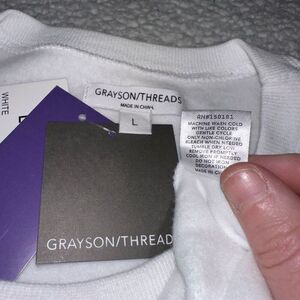 GRAYSON/THREADS
MADE IN CHINA
L
WHITE
GRAYSON/THREAD
RN#150181
MACHINE WASH COLD
WITH LIKE COLORS
GENTLE CYCLE
ONLY NON-CHLORINE
BLEACH WHEN NEEDED
TUMBLE DRY LOW
REMOVE PROMPTLY
COOL IRON IF NEEDED
DO NOT IRON
DECORATION
MADE IN